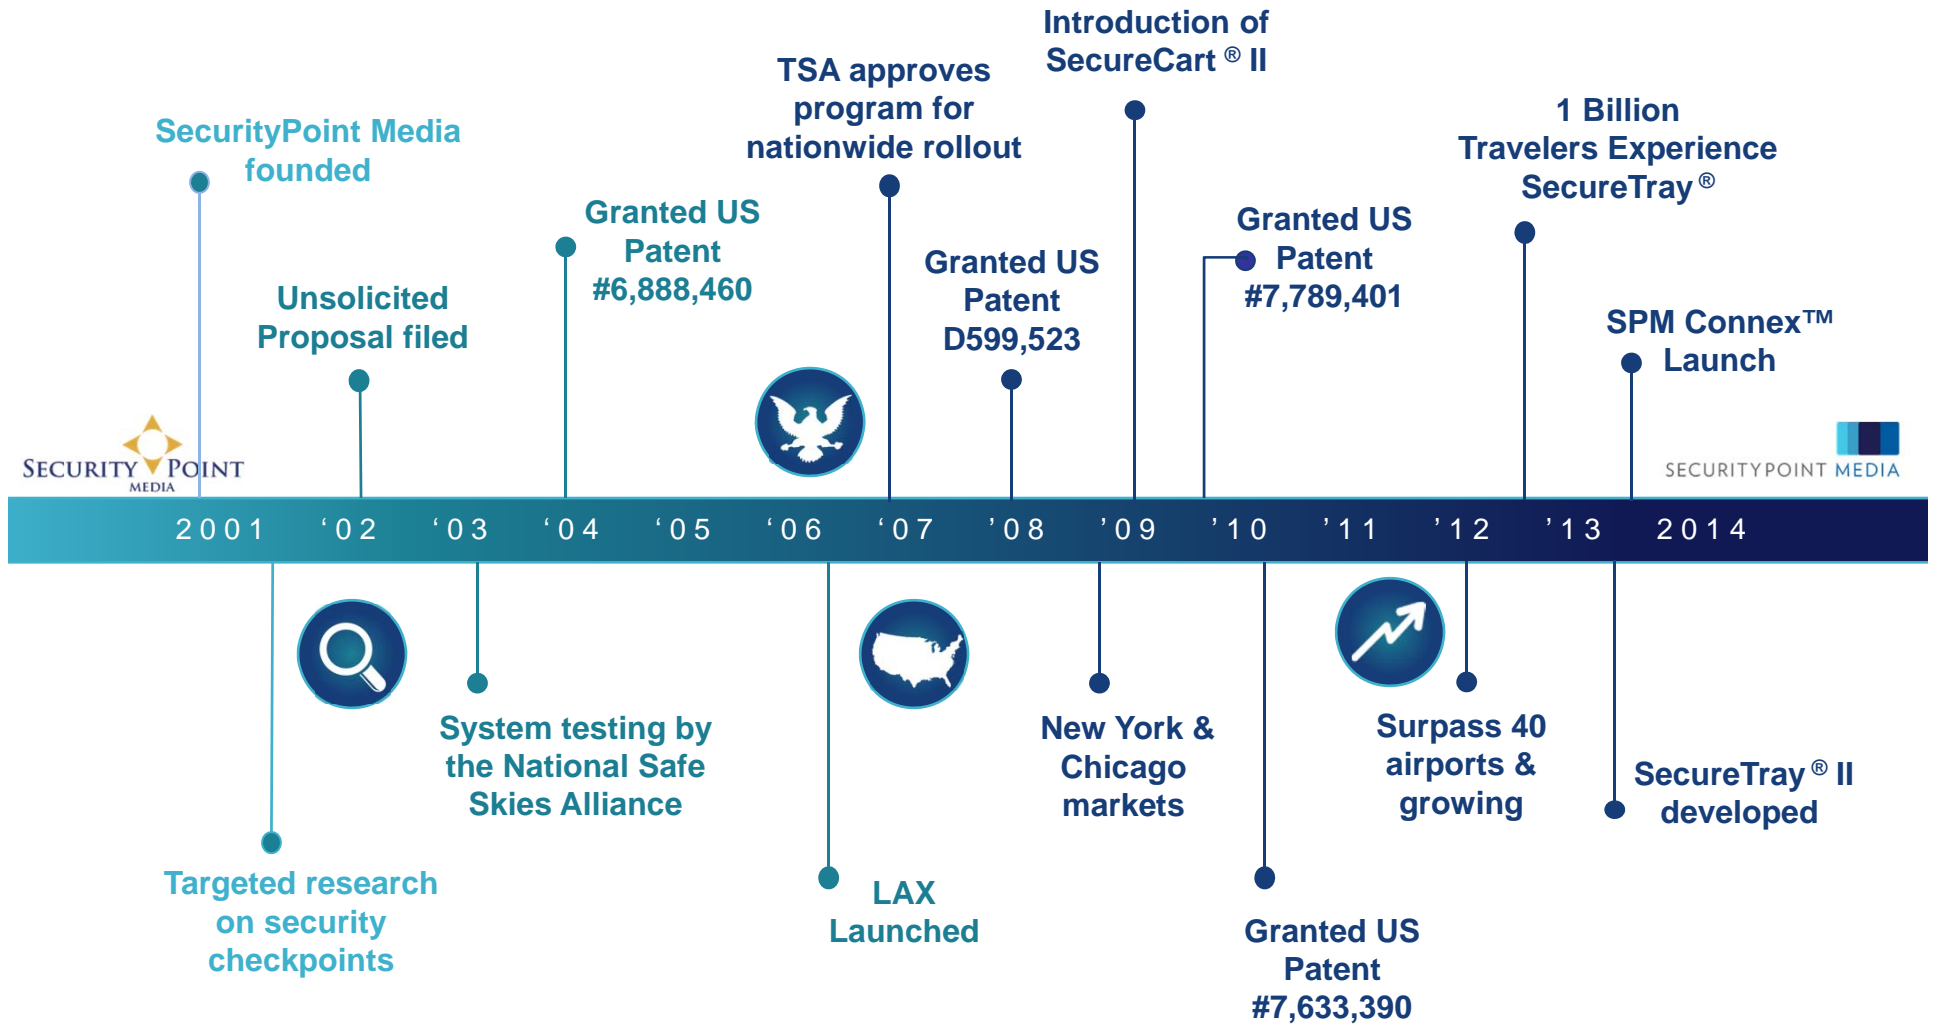 Introduction of
SecureCart ® II
TSA approves
program for
nationwide rollout
1 Billion
Travelers Experience
SecureTray ®
SecurityPoint Media
founded
Granted US
Patent
#6,888,460
Granted US
Patent
#7,789,401
Granted US
Patent
D599,523
Unsolicited
Proposal filed
SPM Connex™
Launch
SECURITY POINT
MEDIA
SECURITYPOINT MEDIA
2001 ‘02 ‘03 ‘04 ‘05 ‘06 ‘07 ’08 ’09 ’10 ’11 ’12 ’13 2014
System testing by
the National Safe
Skies Alliance
New York &
Chicago
markets
Surpass 40
airports &
growing
SecureTray ® II
developed
Targeted research
on security
checkpoints
LAX
Launched
Granted US
Patent
#7,633,390